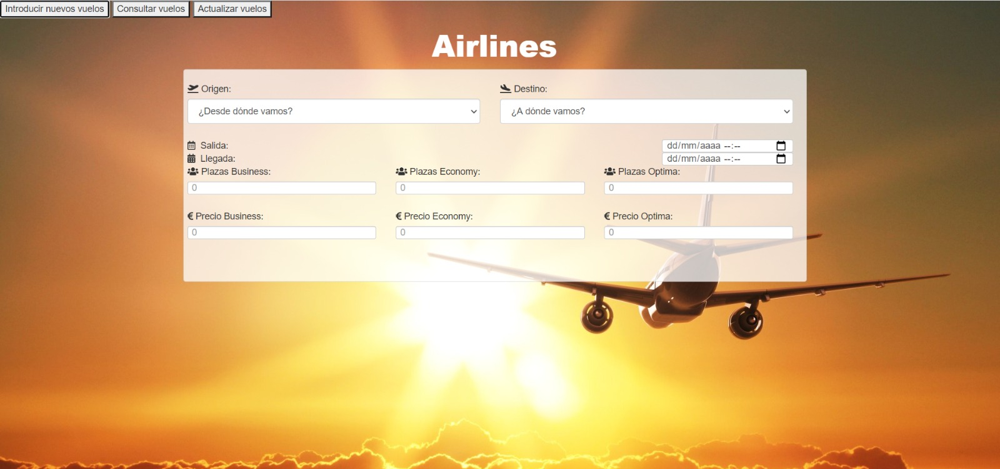 Introducir nuevos vuelos Consultar vuelos Actualizar vuelos
Airlines
Origen: Destino:
¿Desde dónde vamos? ¿A dónde vamos?
Salida: dd/mm/aaaa --:--
Llegada: dd/mm/aaaa --:--
Plazas Business: Plazas Economy: Plazas Optima:
0 0 0
€ Precio Business: € Precio Economy: € Precio Optima:
0 0 0